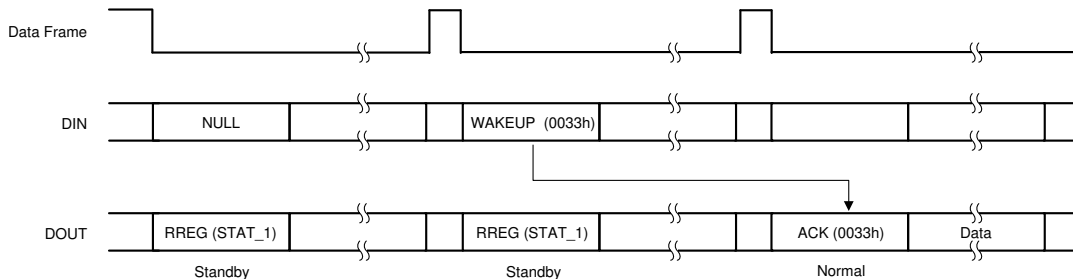 Data Frame
DIN
NULL
WAKEUP (0033h)
DOUT
RREG (STAT_1)
RREG (STAT_1)
ACK (0033h)
Data
Standby
Standby
Normal